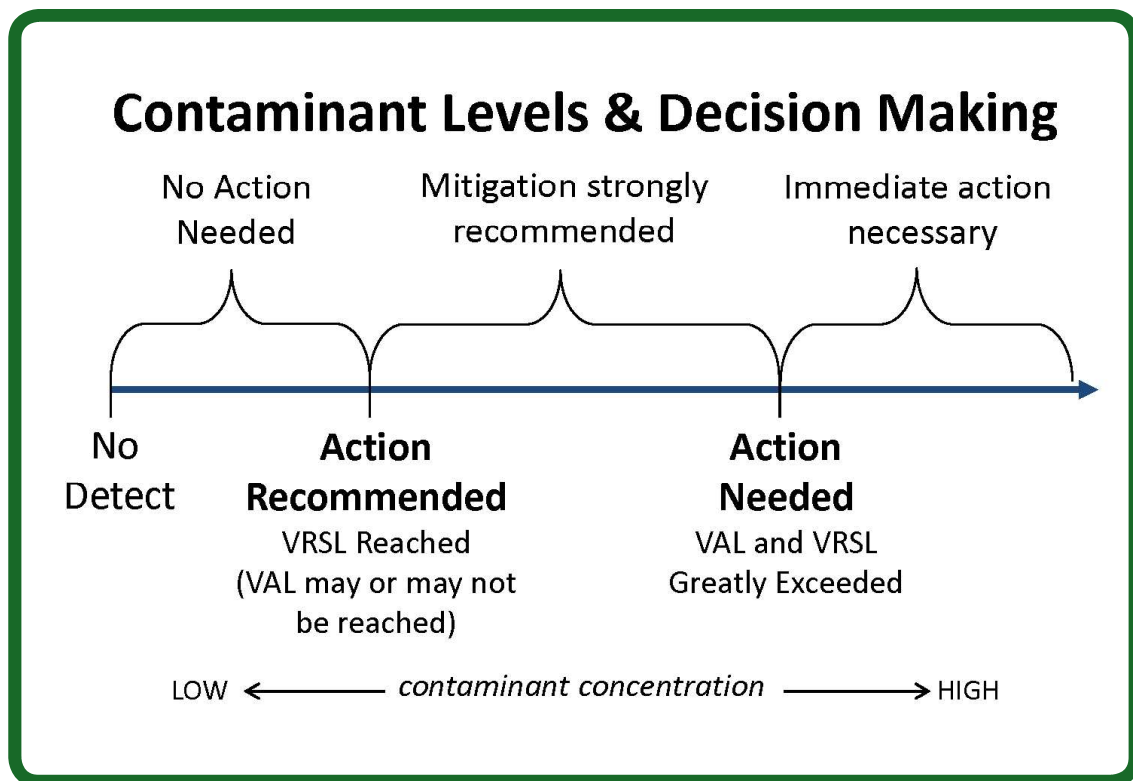 Contaminant Levels & Decision Making
No Action
Needed
Mitigation strongly
recommended
Immediate action
necessary
No
Detect
Action
Recommended
VRSL Reached
(VAL may or may not
be reached)
Action
Needed
VAL and VRSL
Greatly Exceeded
LOW contaminant concentration HIGH